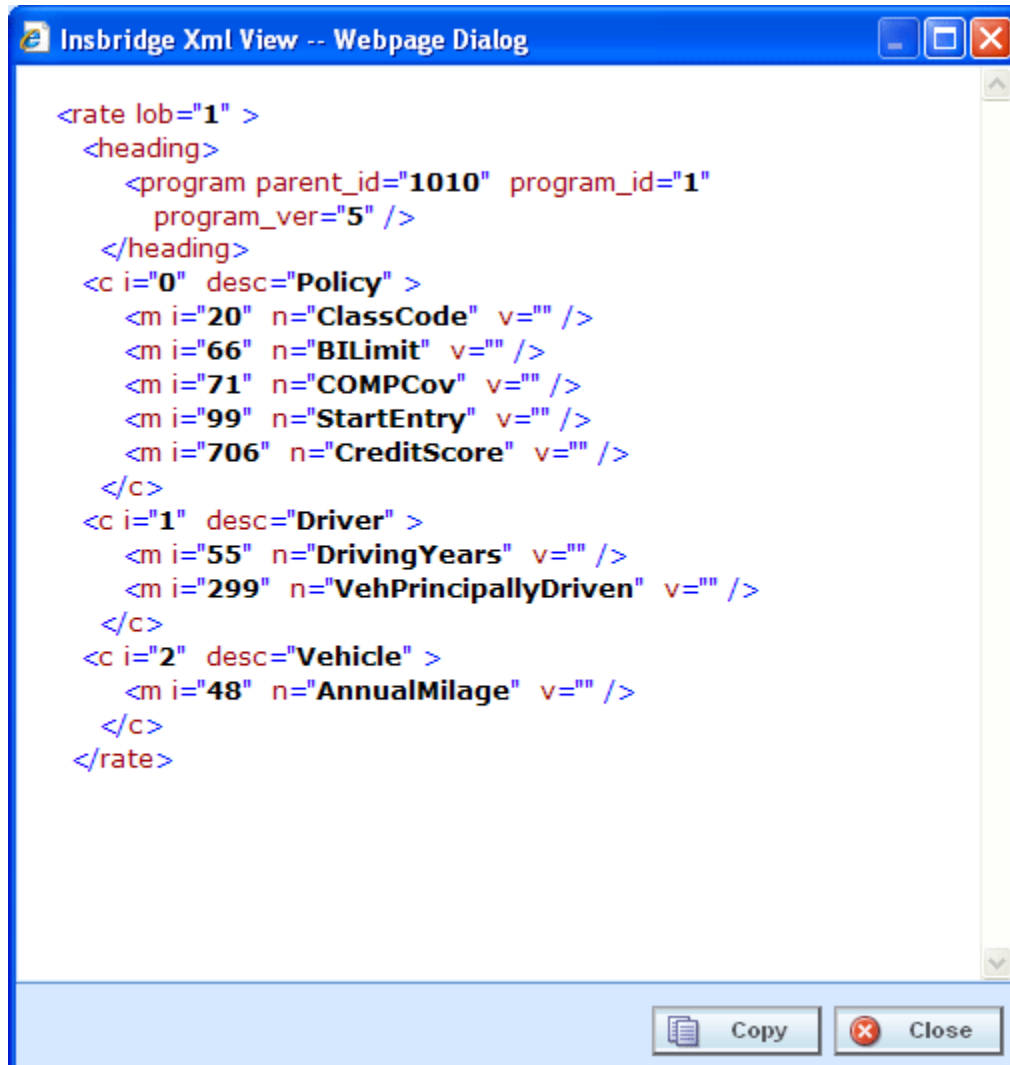 Insbridge Xml View -- Webpage Dialog
<rate lob="1" >
<heading>
<program parent_id="1010" program_id="1"
program_ver="5" />
</heading>
<c i="0" desc="Policy" >
<m i="20" n="ClassCode" v="" />
<m i="66" n="BILimit" v="" />
<m i="71" n="COMPCov" v="" />
<m i="99" n="StartEntry" v="" />
<m i="706" n="CreditScore" v="" />
</c>
<c i="1" desc="Driver" >
<m i="55" n="DrivingYears" v="" />
<m i="299" n="VehPrincipallyDriven" v="" />
</c>
<c i="2" desc="Vehicle" >
<m i="48" n="AnnualMilage" v="" />
</c>
</rate>
Copy Close